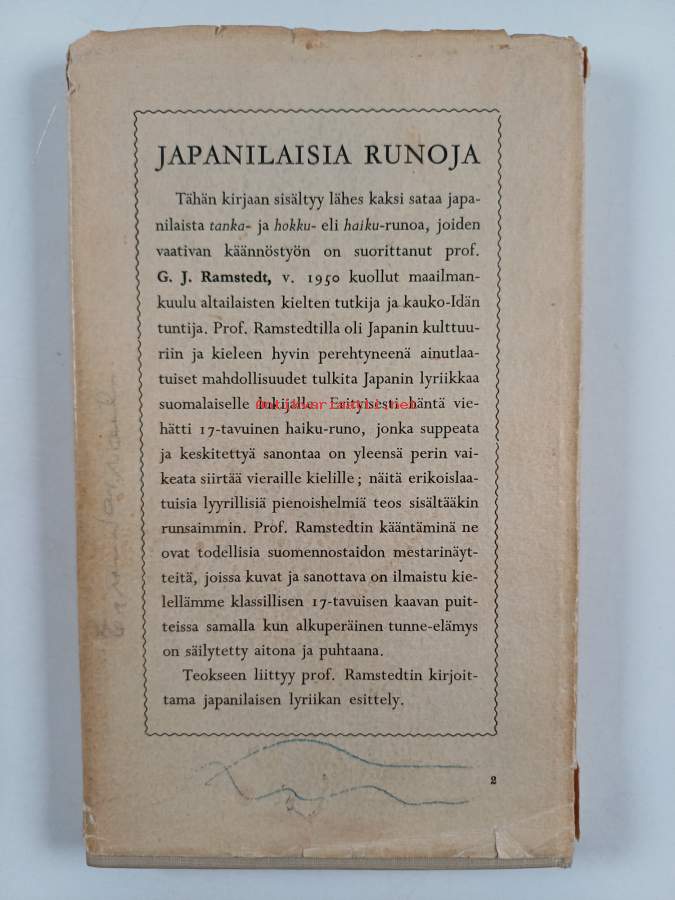 JAPANILAISIA RUNOJA
Tähän kirjaan sisältyy lähes kaksi sataa japa-
nilaista tanka- ja hokku- eli haiku-runoa, joiden
vaativan käännöstyön on suorittanut prof.
G. J. Ramstedt, v. 1950 kuollut maailman-
kuulu altailaisten kielten tutkija ja kauko-Idän
tuntija. Prof. Ramstedtilla oli Japanin kulttuu-
riin ja kieleen hyvin perehtyneenä ainutlaa-
tuiset mahdollisuudet tulkita Japanin lyriikkaa
suomalaiselle lukijalle. Erityisesti häntä vie-
antikvariaatti.net
hätti 17-tavuinen haiku-runo, jonka suppeata
ja keskitettyä sanontaa on yleensä perin vai-
keata siirtää vieraille kielille; näitä erikoislaa-
tuisia lyyrillisiä pienoishelmiä teos sisältääkin
runsaimmin. Prof. Ramstedtin kääntäminä ne
ovat todellisia suomennostaidon mestarinäyt-
teitä, joissa kuvat ja sanottava on ilmaistu kie-
lellämme klassillisen 17-tavuisen kaavan puit-
teissa samalla kun alkuperäinen tunne-elämys
on säilytetty aitona ja puhtaana.
Teokseen liittyy prof. Ramstedtin kirjoit-
tama japanilaisen lyriikan esittely.
2